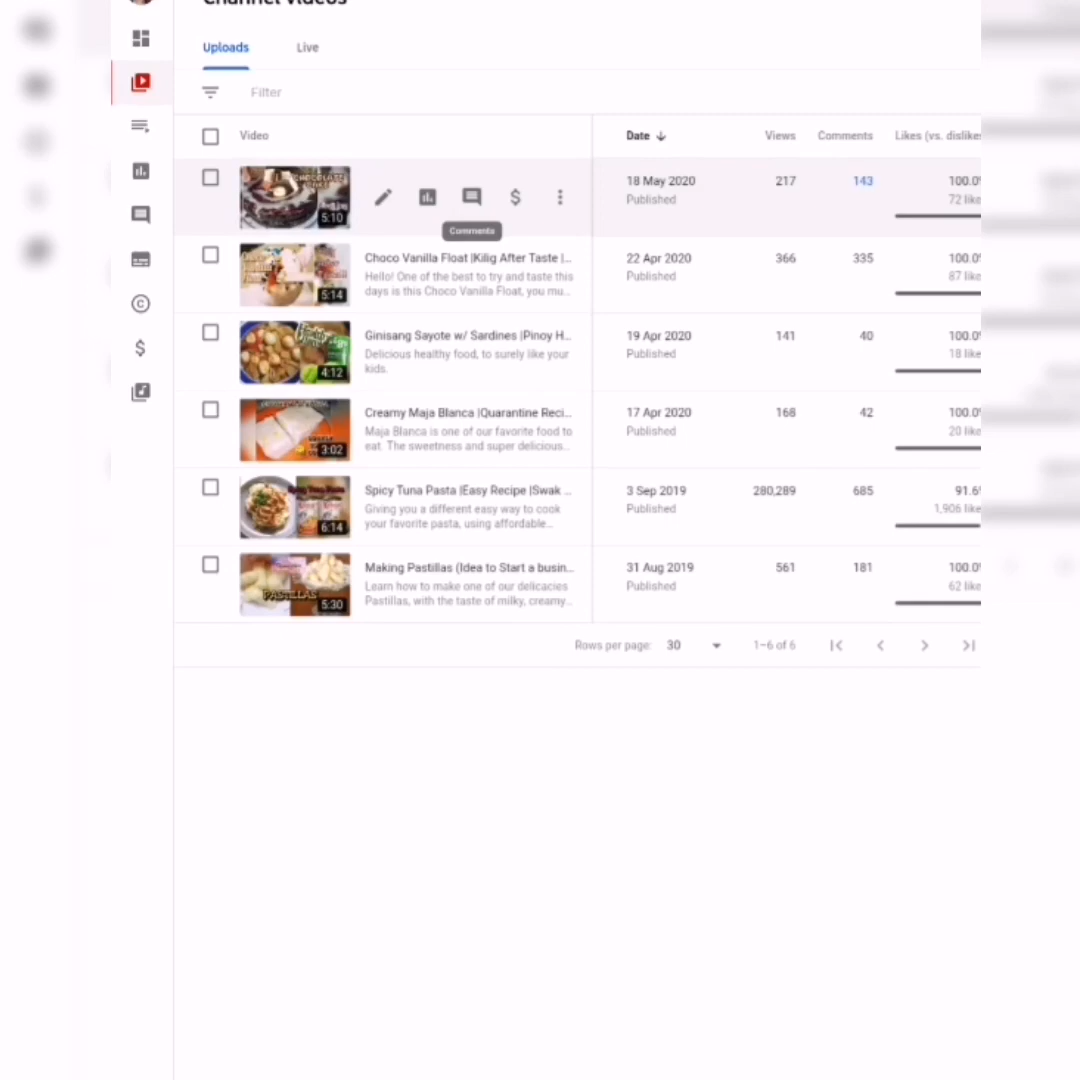 Channel videos
Uploads
Live
Filter
Video
Date
Views
Comments
Likes (vs. dislike
CHOCOLATE
CAKE
5:10
Comments
18 May 2020
217
143
100.0
Published
72 like
5:14
Choco Vanilla Float |Kilig After Taste |...
Hello! One of the best to try and taste this
days is this Choco Vanilla Float, you mu...
22 Apr 2020
366
335
100.0
Published
87 like
4:12
Ginisang Sayote w/ Sardines |Pinoy H...
Delicious healthy food, to surely like your
kids.
19 Apr 2020
141
40
100.0
Published
18 like
3:02
Creamy Maja Blanca |Quarantine Reci...
Maja Blanca is one of our favorite food to
eat. The sweetness and super delicious...
17 Apr 2020
168
42
100.0
Published
20 like
6:14
Spicy Tuna Pasta |Easy Recipe |Swak ...
Giving you a different easy way to cook
your favorite pasta, using affordable...
3 Sep 2019
280,289
685
91.6
Published
1,906 like
PASTILLAS
5:30
Making Pastillas (Idea to Start a busin...
Learn how to make one of our delicacies
Pastillas, with the taste of milky, creamy...
31 Aug 2019
561
181
100.0
Published
62 like
Rows per page: 30
1–6 of 6